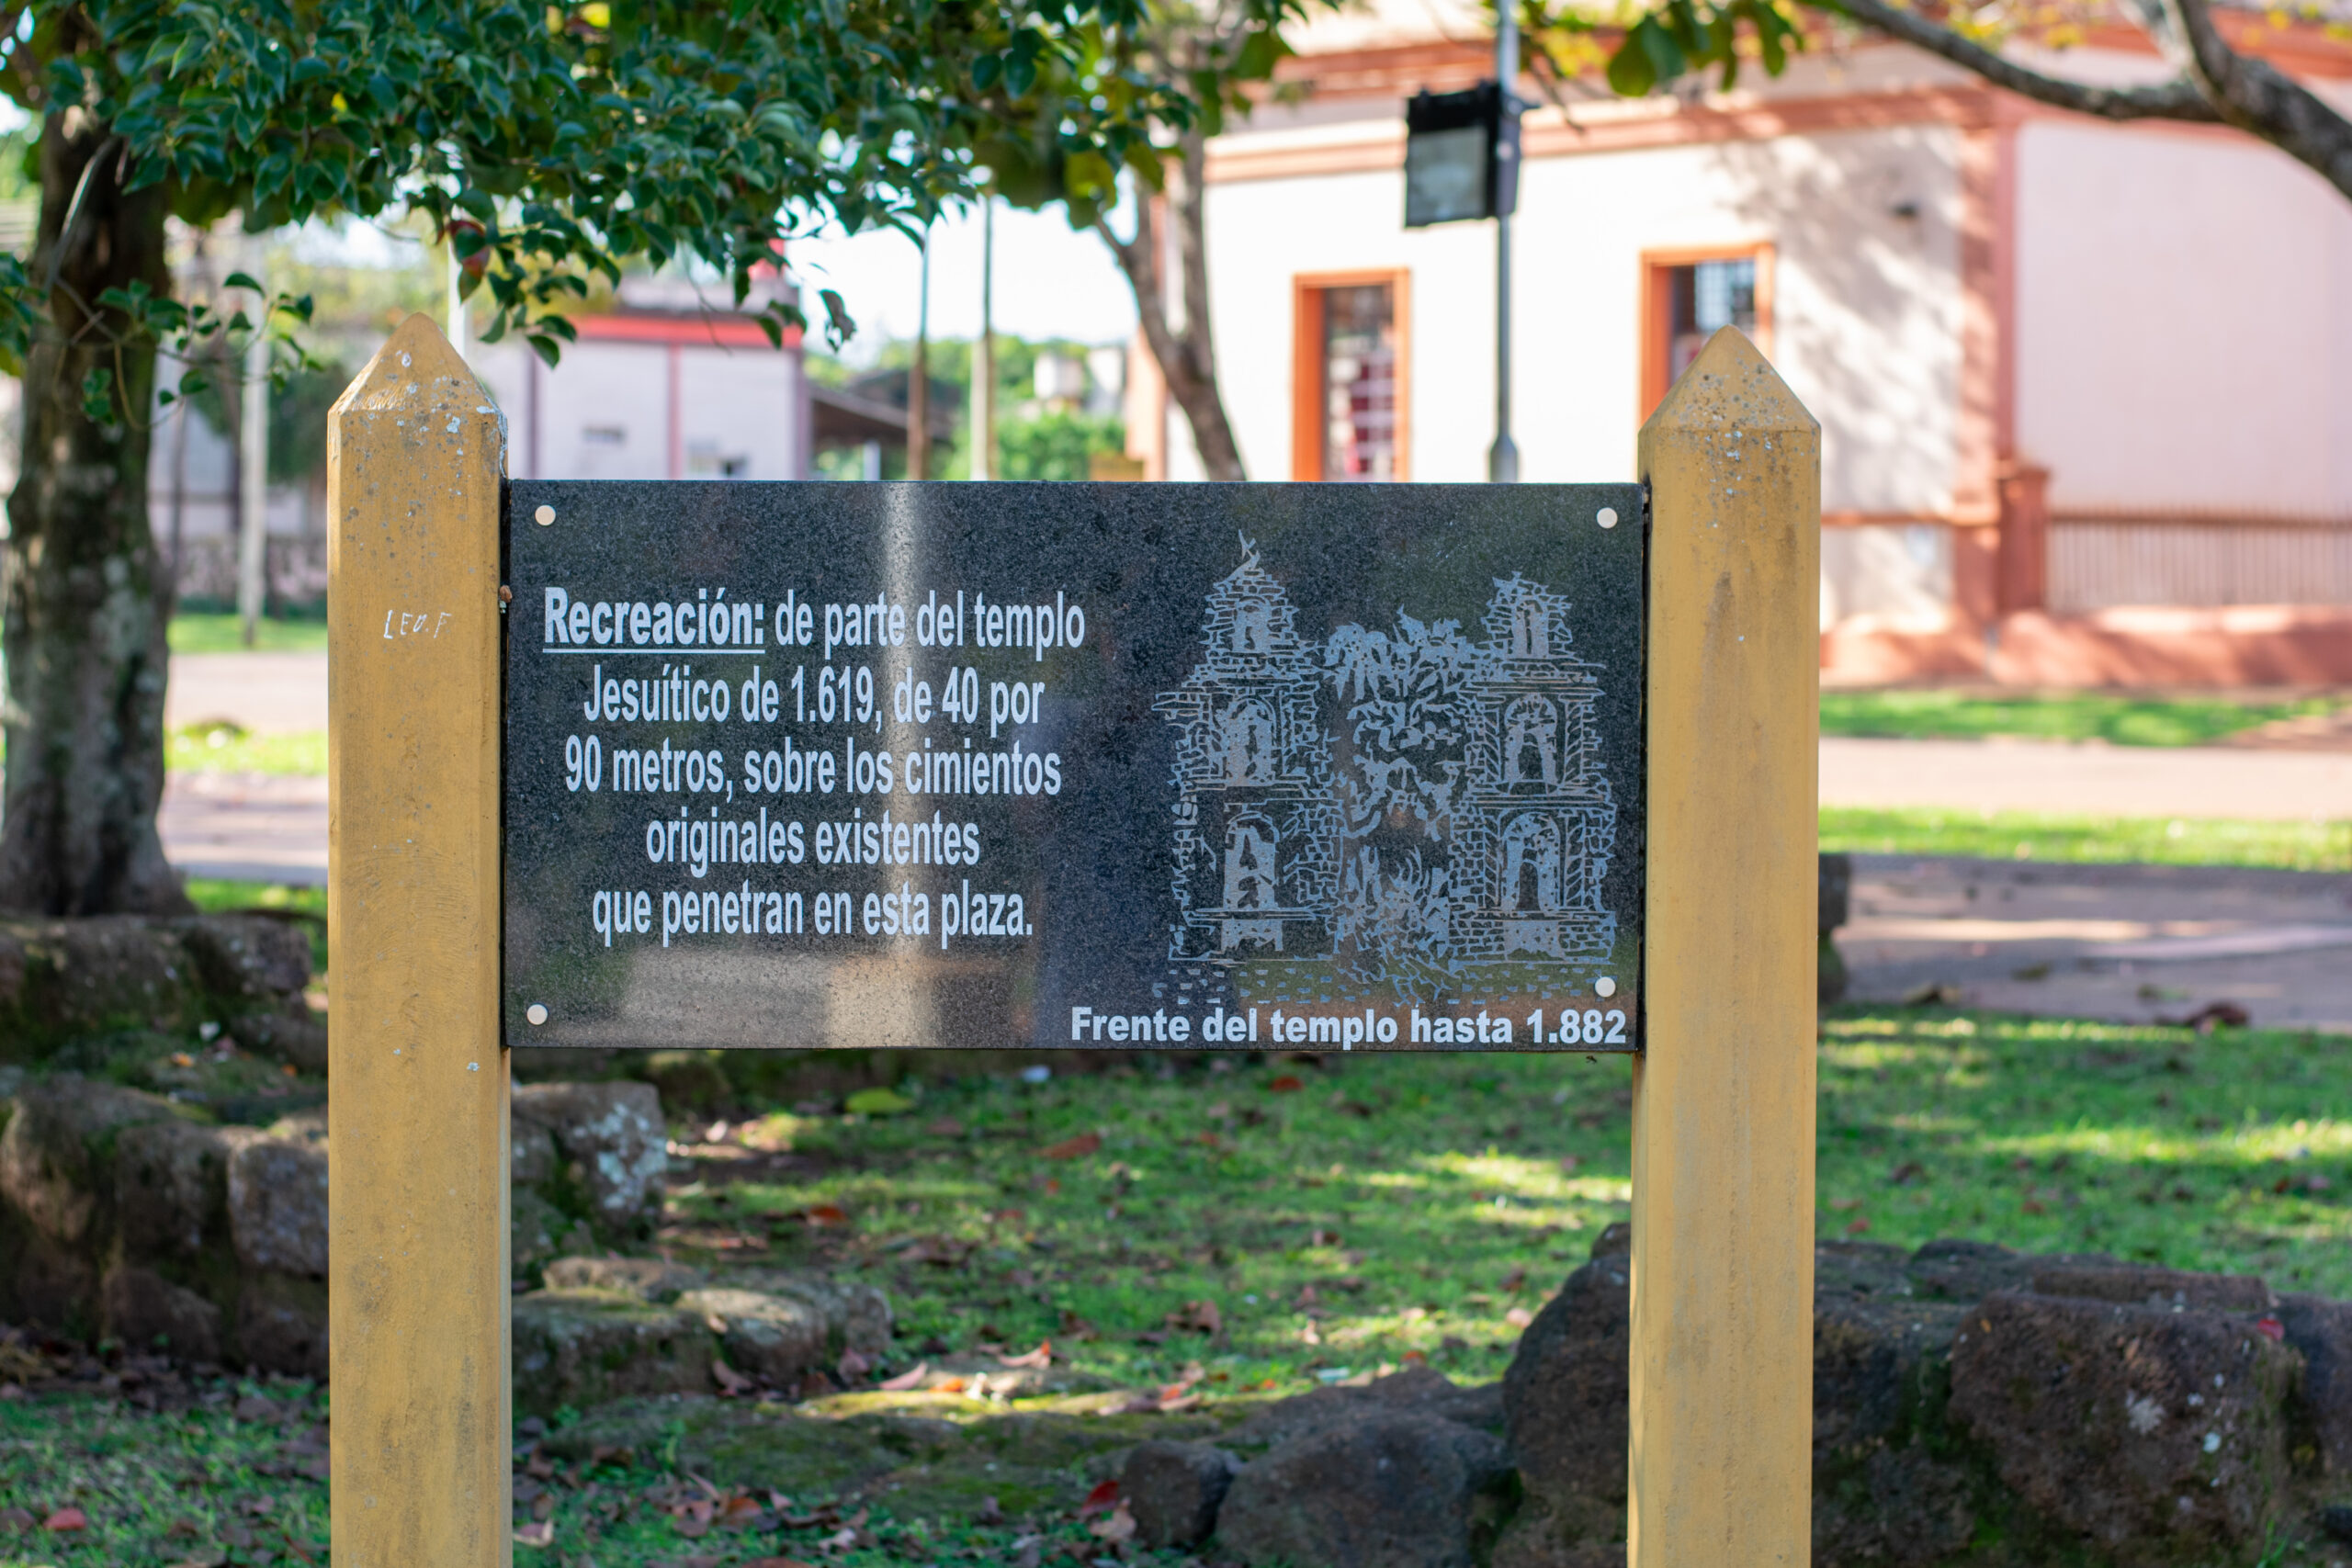 LEO.F
Recreación: de parte del templo
Jesuítico de 1.619, de 40 por
90 metros, sobre los cimientos
originales existentes
que penetran en esta plaza.
Frente del templo hasta 1.882